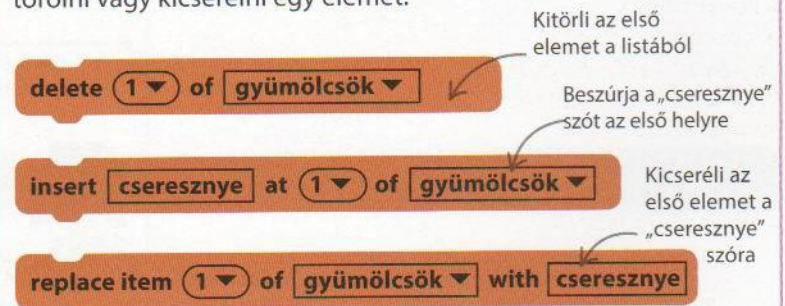 törölni vagy kicserélni egy elemet.
Kitörli az első
elemet a listából
delete 1 of gyümölcsök
Beszúrja a „cseresznye”
szót az első helyre
insert cseresznye at 1 of gyümölcsök
Kicseréli az
első elemet a
„cseresznye”
szóra
replace item 1 of gyümölcsök with cseresznye